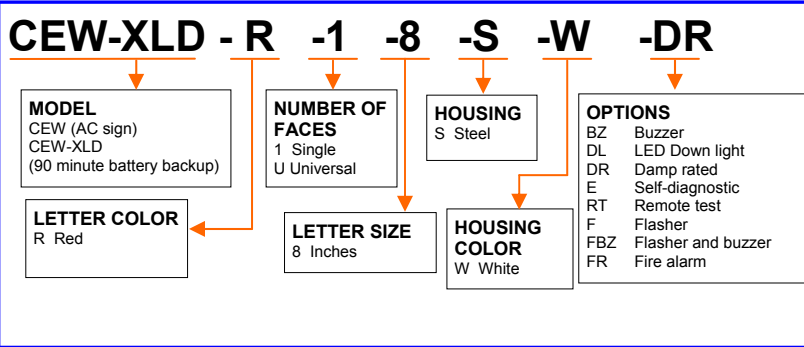 CEW-XLD - R -1 -8 -S -W -DR
MODEL
CEW (AC sign)
CEW-XLD
(90 minute battery backup)
NUMBER OF
FACES
1 Single
U Universal
HOUSING
S Steel
OPTIONS
BZ Buzzer
DL LED Down light
DR Damp rated
E Self-diagnostic
RT Remote test
F Flasher
FBZ Flasher and buzzer
FR Fire alarm
LETTER COLOR
R Red
LETTER SIZE
8 Inches
HOUSING
COLOR
W White